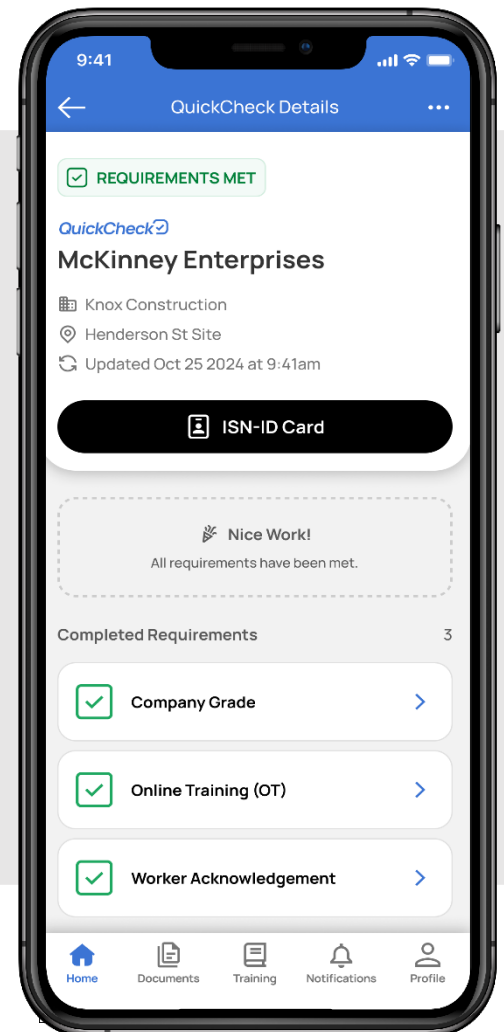 9:41
QuickCheck Details
REQUIREMENTS MET
QuickCheck
McKinney Enterprises
Knox Construction
Henderson St Site
Updated Oct 25 2024 at 9:41am
ISN-ID Card
Nice Work!
All requirements have been met.
Completed Requirements 3
Company Grade
Online Training (OT)
Worker Acknowledgement
Home Documents Training Notifications Profile